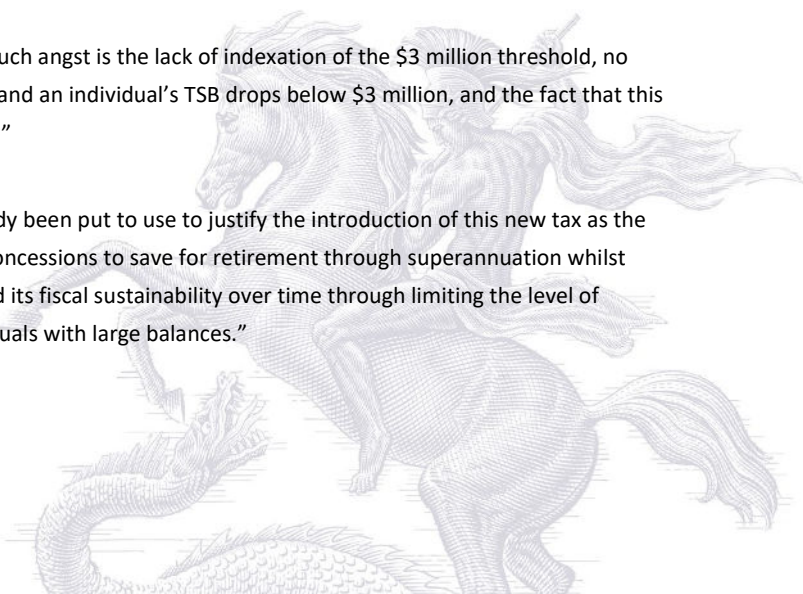 uch angst is the lack of indexation of the $3 million threshold, no
and an individual’s TSB drops below $3 million, and the fact that this
”
dy been put to use to justify the introduction of this new tax as the
oncessions to save for retirement through superannuation whilst
d its fiscal sustainability over time through limiting the level of
uals with large balances.”